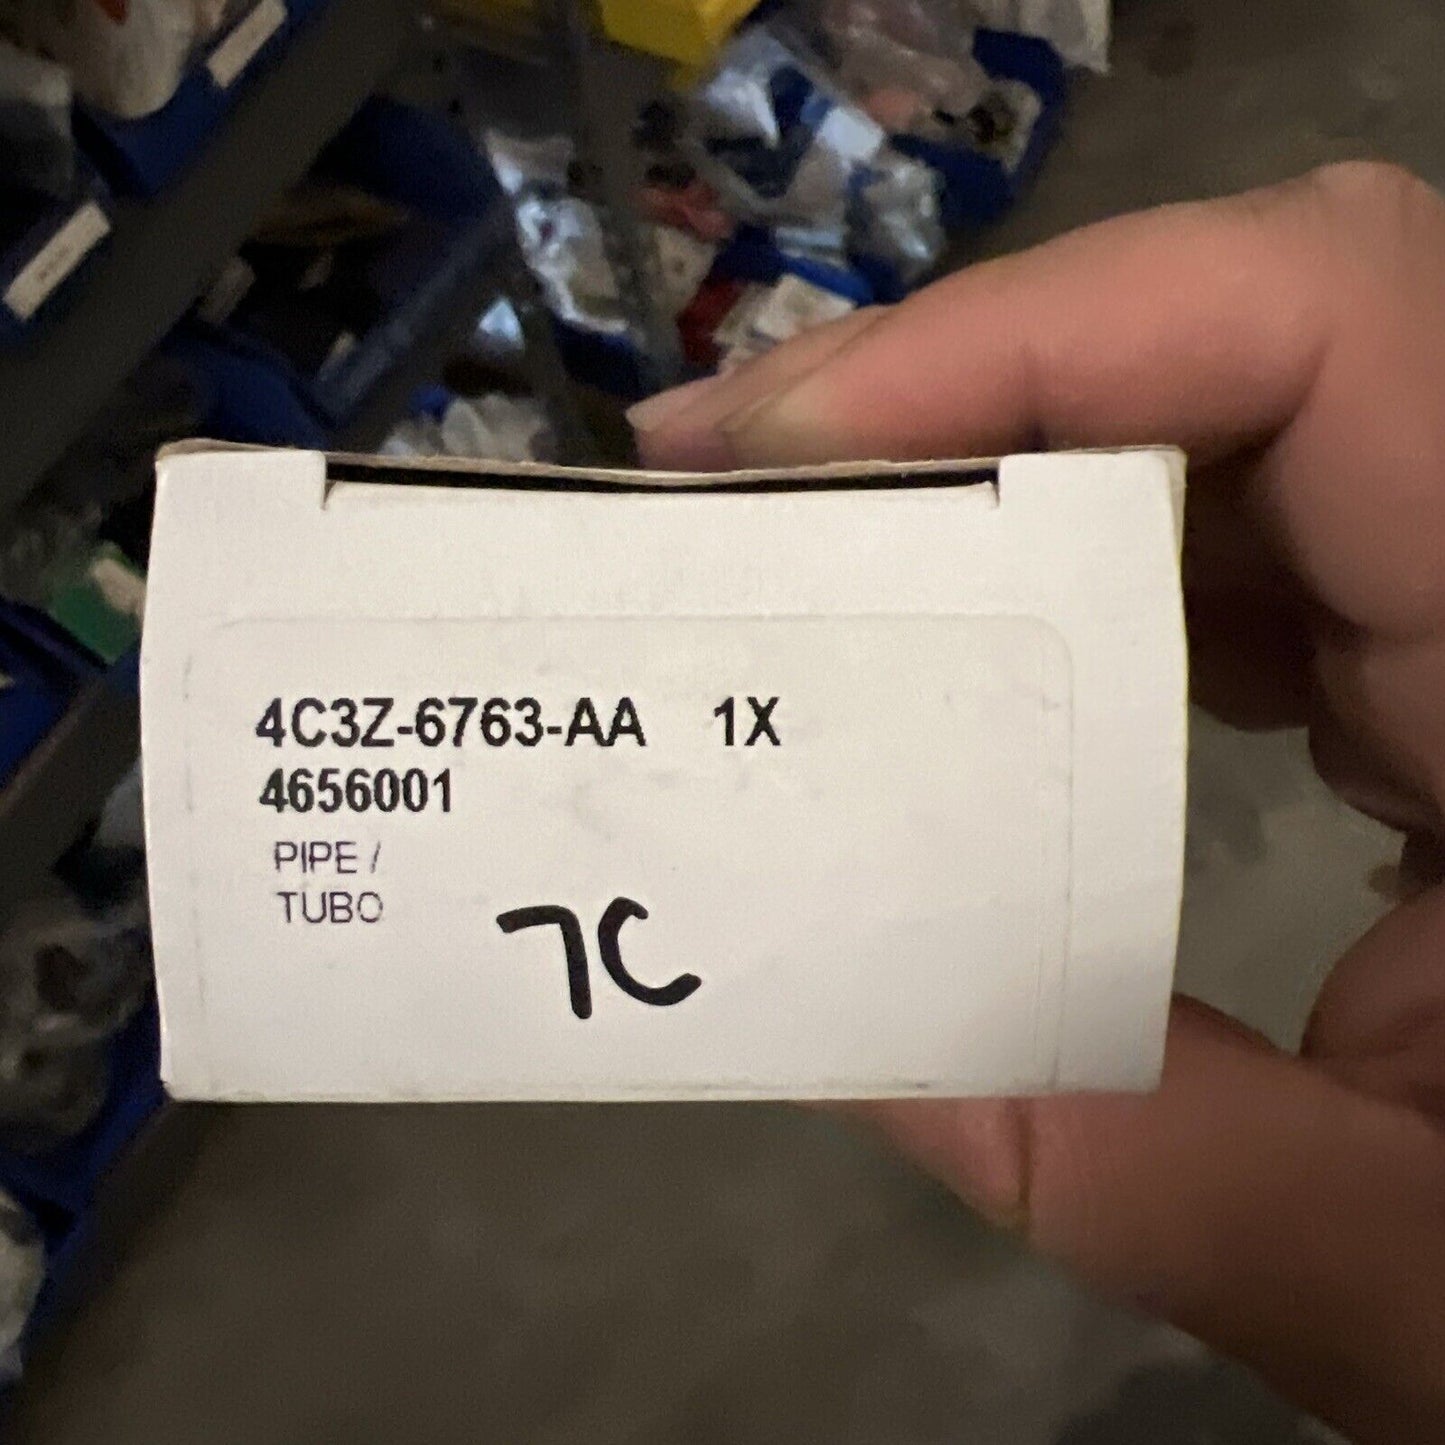 4C3Z-6763-AA 1X
4656001
PIPE /
TUBO
7C